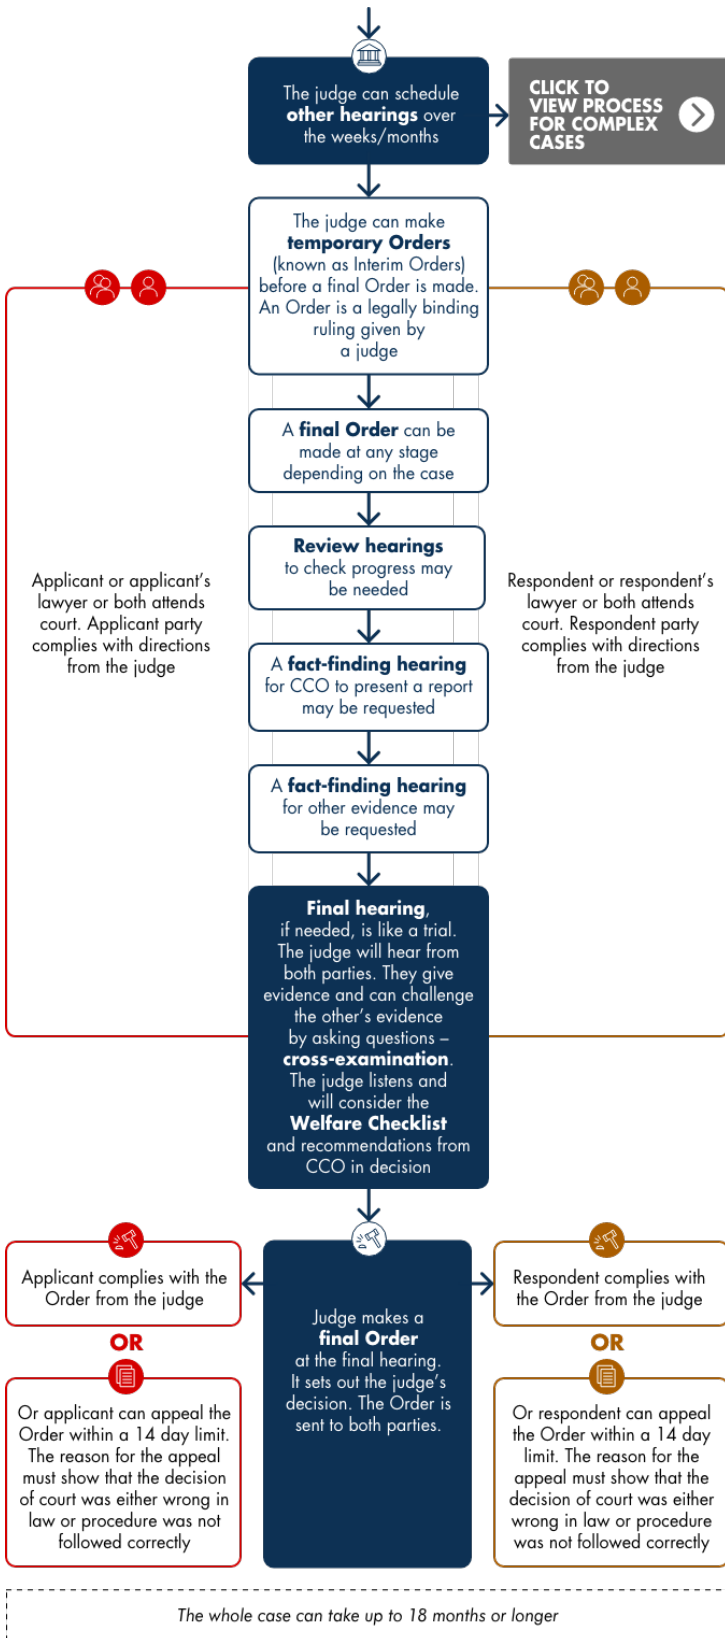 The judge can schedule
other hearings over
the weeks/months
CLICK TO
VIEW PROCESS
FOR COMPLEX
CASES
The judge can make
temporary Orders
(known as Interim Orders)
before a final Order is made.
An Order is a legally binding
ruling given by
a judge
A final Order can be
made at any stage
depending on the case
Review hearings
to check progress may
be needed
Applicant or applicant's
lawyer or both attends
court. Applicant party
complies with directions
from the judge
Respondent or respondent's
lawyer or both attends
court. Respondent party
complies with directions
from the judge
A fact-finding hearing
for CCO to present a report
may be requested
A fact-finding hearing
for other evidence may
be requested
Final hearing,
if needed, is like a trial.
The judge will hear from
both parties. They give
evidence and can challenge
the other's evidence
by asking questions –
cross-examination.
The judge listens and
will consider the
Welfare Checklist
and recommendations from
CCO in decision
Applicant complies with the
Order from the judge
OR
Or applicant can appeal the
Order within a 14 day limit.
The reason for the appeal
must show that the decision
of court was either wrong in
law or procedure was not
followed correctly
Judge makes a
final Order
at the final hearing.
It sets out the judge's
decision. The Order is
sent to both parties.
Respondent complies with
the Order from the judge
OR
Or respondent can appeal
the Order within a 14 day
limit. The reason for the
appeal must show that the
decision of court was either
wrong in law or procedure
was not followed correctly
The whole case can take up to 18 months or longer